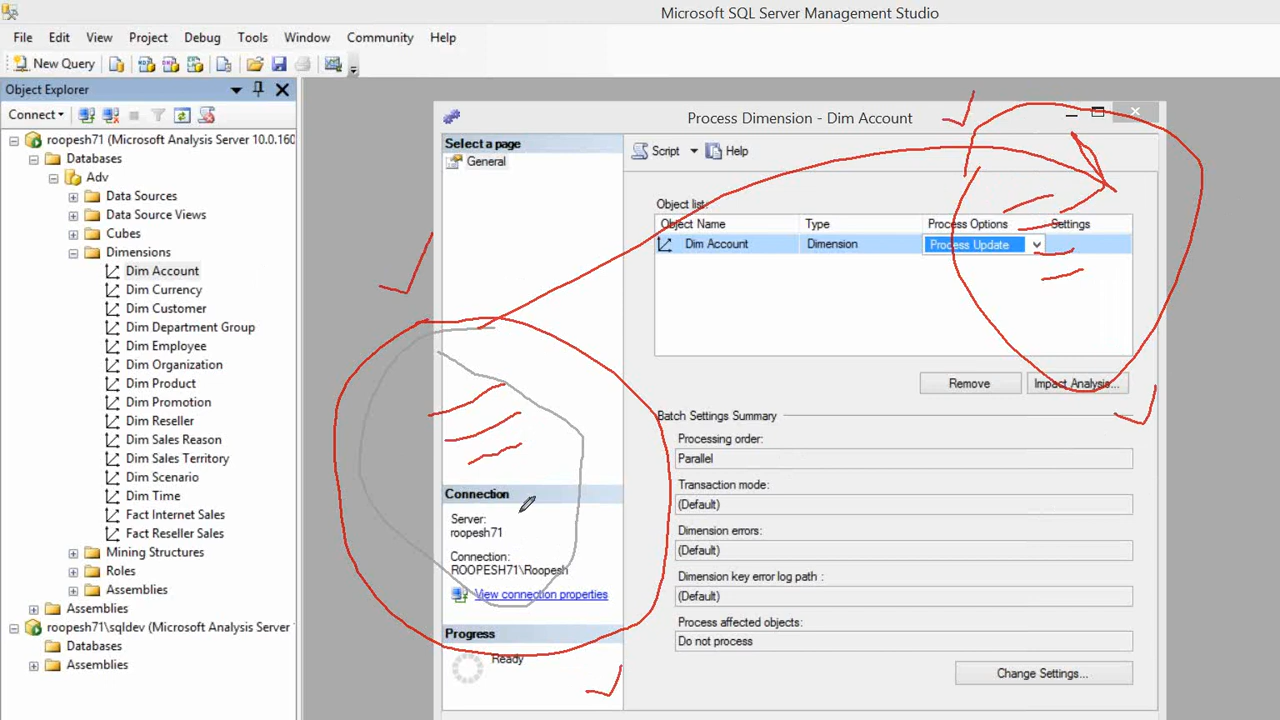 Microsoft SQL Server Management Studio
File Edit View Project Debug Tools Window Community Help
New Query
Object Explorer
Connect
roopesh71 (Microsoft Analysis Server 10.0.160
Databases
Adv
Data Sources
Data Source Views
Cubes
Dimensions
Dim Account
Dim Currency
Dim Customer
Dim Department Group
Dim Employee
Dim Organization
Dim Product
Dim Promotion
Dim Reseller
Dim Sales Reason
Dim Sales Territory
Dim Scenario
Dim Time
Fact Internet Sales
Fact Reseller Sales
Mining Structures
Roles
Assemblies
Assemblies
roopesh71\sqldev (Microsoft Analysis Server
Databases
Assemblies
Process Dimension - Dim Account
Select a page
General
Connection
Server:
roopesh71
Connection:
ROOPESH71\Roopesh
View connection properties
Progress
Ready
Script Help
Object list:
Object Name Type Process Options Settings
Dim Account Dimension Process Update
Remove Impact Analysis...
Batch Settings Summary
Processing order:
Parallel
Transaction mode:
(Default)
Dimension errors:
(Default)
Dimension key error log path :
(Default)
Process affected objects:
Do not process
Change Settings...